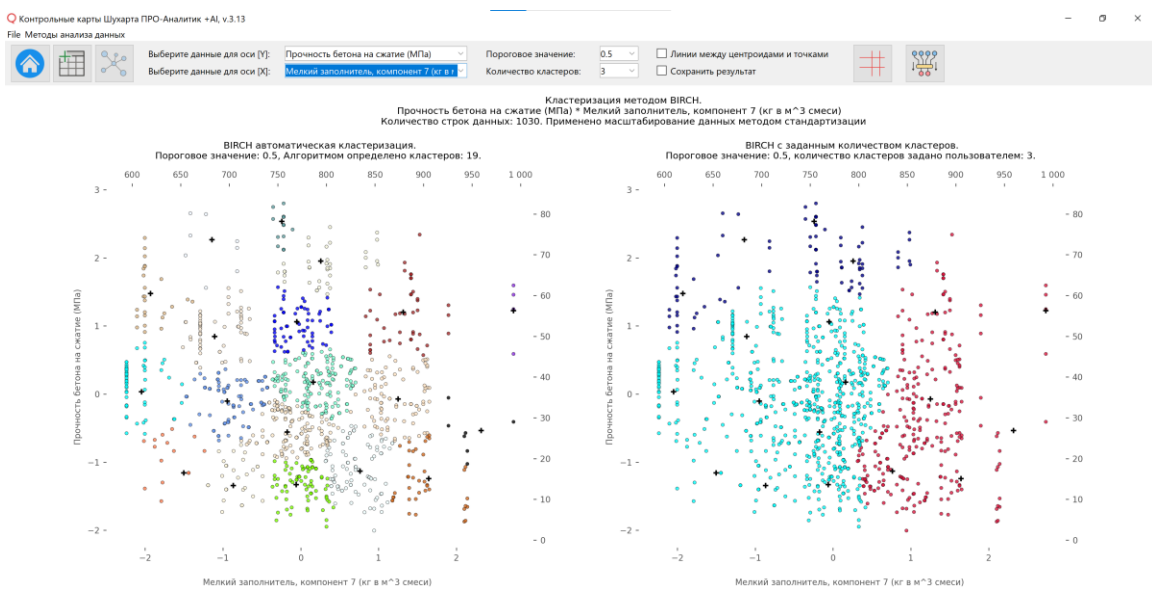 Контрольные карты Шухарта ПРО-Аналитик +AI, v.3.13
File Методы анализа данных
Выберите данные для оси [Y]: Прочность бетона на сжатие (МПа) Пороговое значение: 0.5 Линии между центроидами и точками
Выберите данные для оси [X]: Мелкий заполнитель, компонент 7 (кг в Количество кластеров: 3 Сохранить результат
Кластеризация методом BIRCH.
Прочность бетона на сжатие (МПа) * Мелкий заполнитель, компонент 7 (кг в m^3 смеси)
Количество строк данных: 1030. Применено масштабирование данных методом стандартизации
BIRCH автоматическая кластеризация.
Пороговое значение: 0.5, Алгоритмом определено кластеров: 19.
600 650 700 750 800 850 900 950 1 000
3
2
1
0
−1
−2
Прочность бетона на сжатие (МПа)
80
70
60
50
40
30
20
10
0
−2 −1 0 1 2
Мелкий заполнитель, компонент 7 (кг в m^3 смеси)
BIRCH с заданным количеством кластеров.
Пороговое значение: 0.5, количество кластеров задано пользователем: 3.
600 650 700 750 800 850 900 950 1 000
3
2
1
0
−1
−2
Прочность бетона на сжатие (МПа)
80
70
60
50
40
30
20
10
0
−2 −1 0 1 2
Мелкий заполнитель, компонент 7 (кг в m^3 смеси)